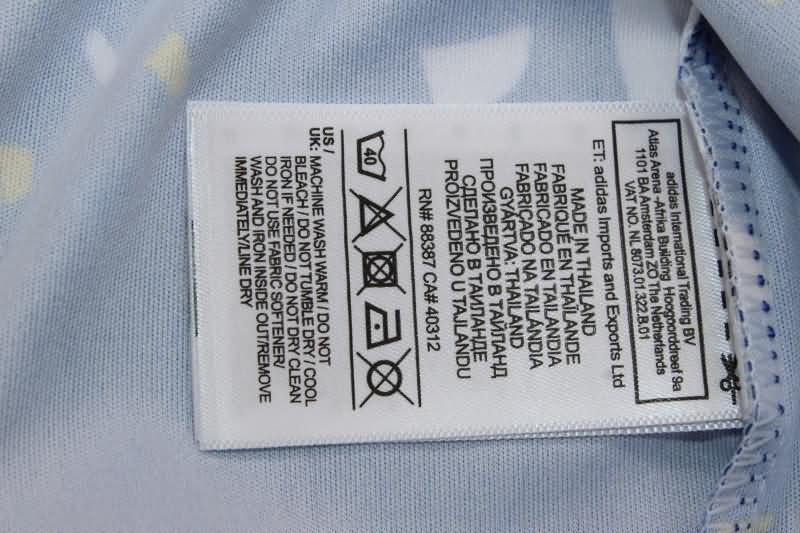 adidas International Trading BV
Atlas Arena -Afrika Building Hoogoorddreef 9a
1101 BA Amsterdam ZO The Netherlands
VAT NO. NL 8073.01.322.B.01
ET: adidas Imports and Exports Ltd
MADE IN THAILAND
FABRIQUÉ EN THAÏLANDE
FABRICADO EN TAILANDIA
FABRICADO NA TAILÂNDIA
GYÁRTVA: THAILAND
ПРОИЗВЕДЕНО В ТАЙЛАНД
СДЕЛАНО В ТАИЛАНДЕ
PROIZVEDENO U TAJLANDU
RN# 88387 CA# 40312
40
US /
UK: MACHINE WASH WARM / DO NOT
BLEACH / DO NOT TUMBLE DRY / COOL
IRON IF NEEDED / DO NOT DRY CLEAN
DO NOT USE FABRIC SOFTENER/
WASH AND IRON INSIDE OUT/REMOVE
IMMEDIATELY/LINE DRY